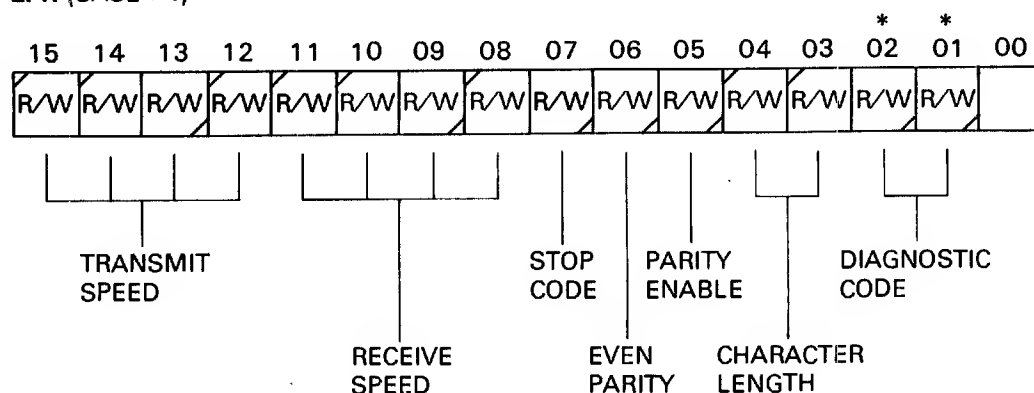 * *
15 14 13 12 11 10 09 08 07 06 05 04 03 02 01 00
R/W R/W R/W R/W R/W R/W R/W R/W R/W R/W R/W R/W R/W R/W R/W
TRANSMIT
SPEED
RECEIVE
SPEED
STOP
CODE
EVEN
PARITY
PARITY
ENABLE
CHARACTER
LENGTH
DIAGNOSTIC
CODE